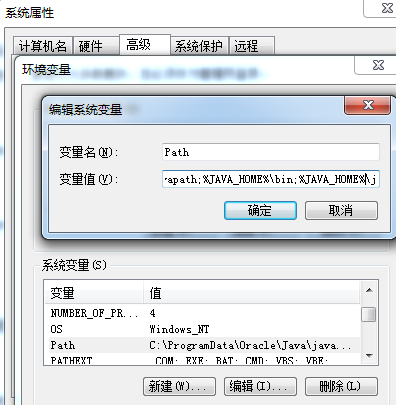 系统属性
计算机名 硬件 高级 系统保护 远程
环境变量
编辑系统变量
变量名(N): Path
变量值(V): apath;%JAVA_HOME%\bin;%JAVA_HOME%\j
确定 取消
系统变量(S)
变量 值
NUMBER_OF_PR... 4
OS Windows_NT
Path C:\ProgramData\Oracle\Java\java...
PATHEXT .COM;.EXE;.BAT;.CMD;.VBS;.VBE;
新建(W)... 编辑(I)... 删除(L)